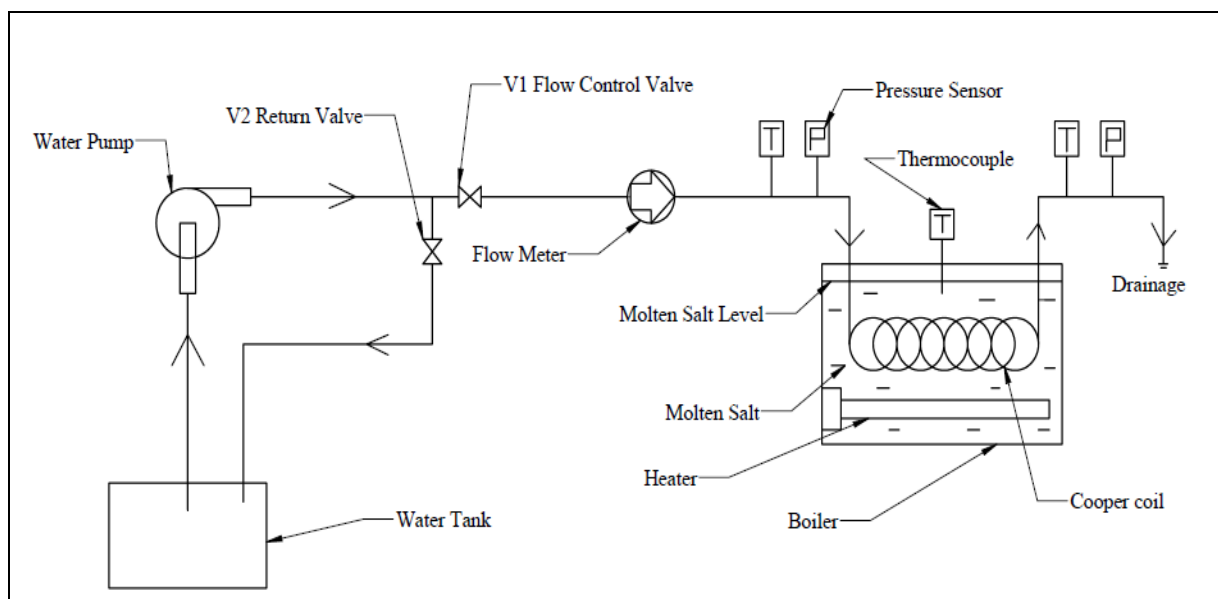 V1 Flow Control Valve
Pressure Sensor
V2 Return Valve
Water Pump
T
P
T
P
Thermocouple
T
Flow Meter
Drainage
Molten Salt Level
Molten Salt
Heater
Cooper coil
Boiler
Water Tank